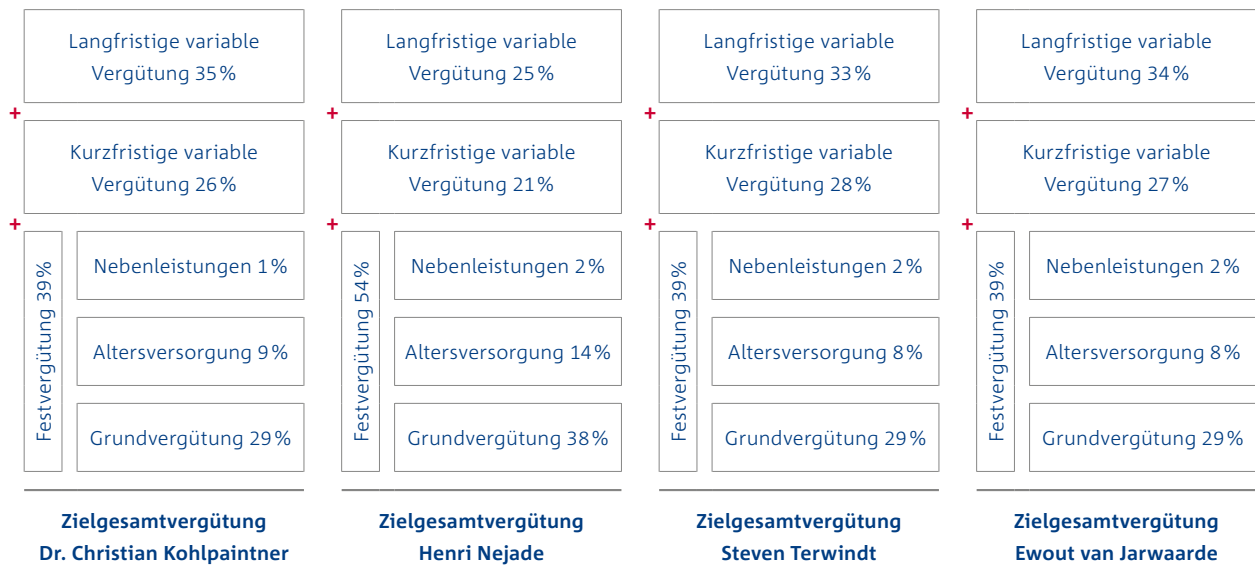 Langfristige variable
Vergütung 35 %
+
Kurzfristige variable
Vergütung 26 %
+
Festvergütung 39 %
Nebenleistungen 1 %
Altersversorgung 9 %
Grundvergütung 29 %
Zielgesamtvergütung
Dr. Christian Kohlpaintner
Langfristige variable
Vergütung 25 %
+
Kurzfristige variable
Vergütung 21 %
+
Festvergütung 54 %
Nebenleistungen 2 %
Altersversorgung 14 %
Grundvergütung 38 %
Zielgesamtvergütung
Henri Nejade
Langfristige variable
Vergütung 33 %
+
Kurzfristige variable
Vergütung 28 %
+
Festvergütung 39 %
Nebenleistungen 2 %
Altersversorgung 8 %
Grundvergütung 29 %
Zielgesamtvergütung
Steven Terwindt
Langfristige variable
Vergütung 34 %
+
Kurzfristige variable
Vergütung 27 %
+
Festvergütung 39 %
Nebenleistungen 2 %
Altersversorgung 8 %
Grundvergütung 29 %
Zielgesamtvergütung
Ewout van Jarwaarde